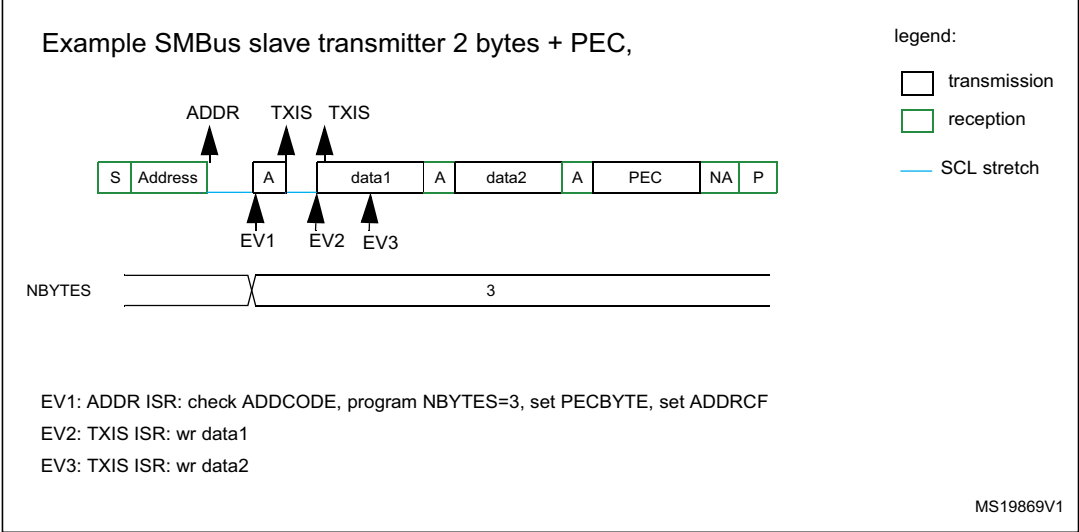 Example SMBus slave transmitter 2 bytes + PEC,
legend:
transmission
reception
SCL stretch
ADDR TXIS TXIS
S Address A data1 A data2 A PEC NA P
EV1 EV2 EV3
NBYTES 3
EV1: ADDR ISR: check ADDCODE, program NBYTES=3, set PECBYTE, set ADDRCF
EV2: TXIS ISR: wr data1
EV3: TXIS ISR: wr data2
MS19869V1